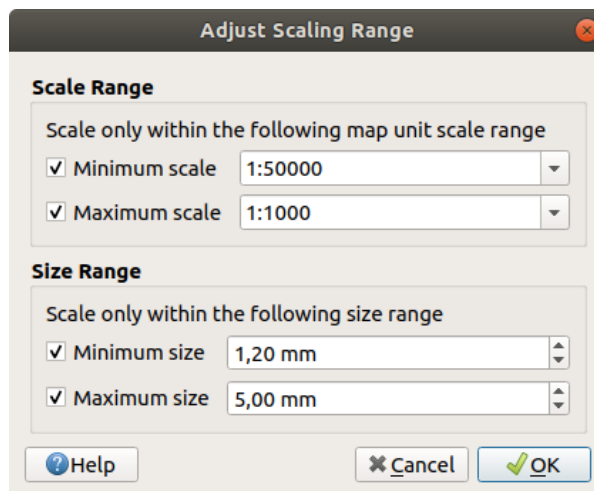 Adjust Scaling Range
Scale Range
Scale only within the following map unit scale range
Minimum scale 1:50000
Maximum scale 1:1000
Size Range
Scale only within the following size range
Minimum size 1,20 mm
Maximum size 5,00 mm
Help Cancel OK